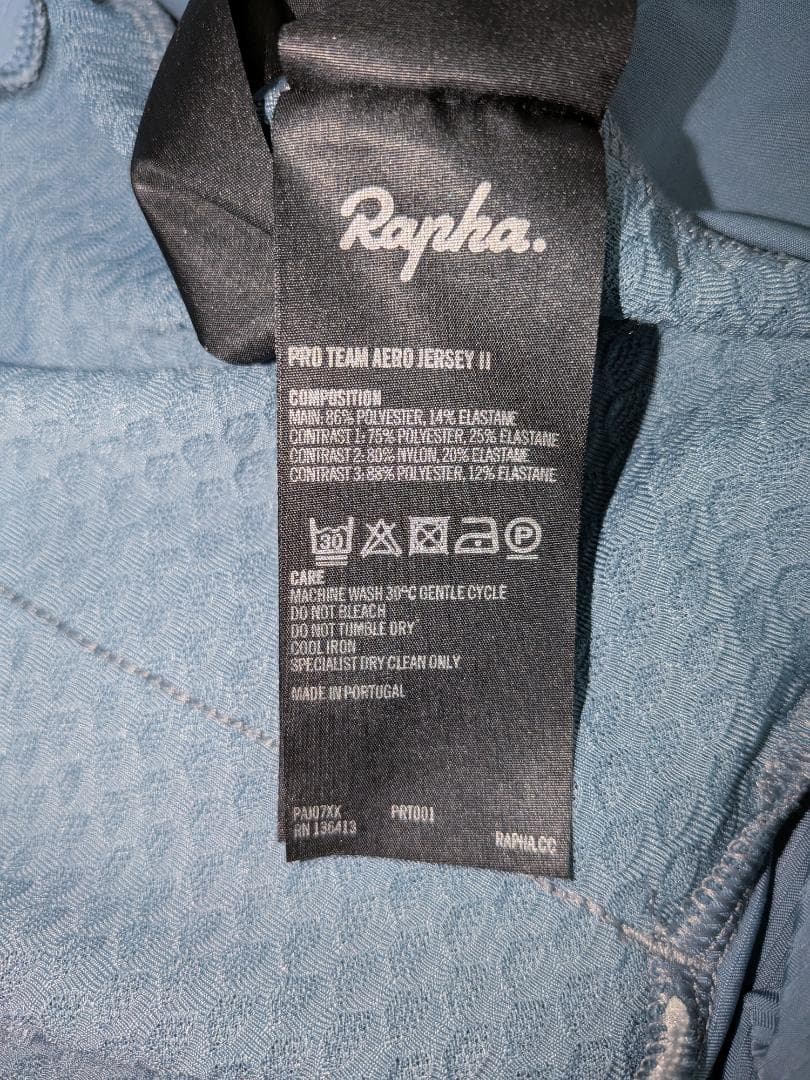 Rapha.
PRO TEAM AERO JERSEY II
COMPOSITION
MAIN: 86% POLYESTER, 14% ELASTANE
CONTRAST 1: 75% POLYESTER, 25% ELASTANE
CONTRAST 2: 80% NYLON, 20% ELASTANE
CONTRAST 3: 88% POLYESTER, 12% ELASTANE
30 P
CARE
MACHINE WASH 30°C GENTLE CYCLE
DO NOT BLEACH
DO NOT TUMBLE DRY
COOL IRON
SPECIALIST DRY CLEAN ONLY
MADE IN PORTUGAL
PAJ07XX PRT001
RN 136413
RAPHA.CC